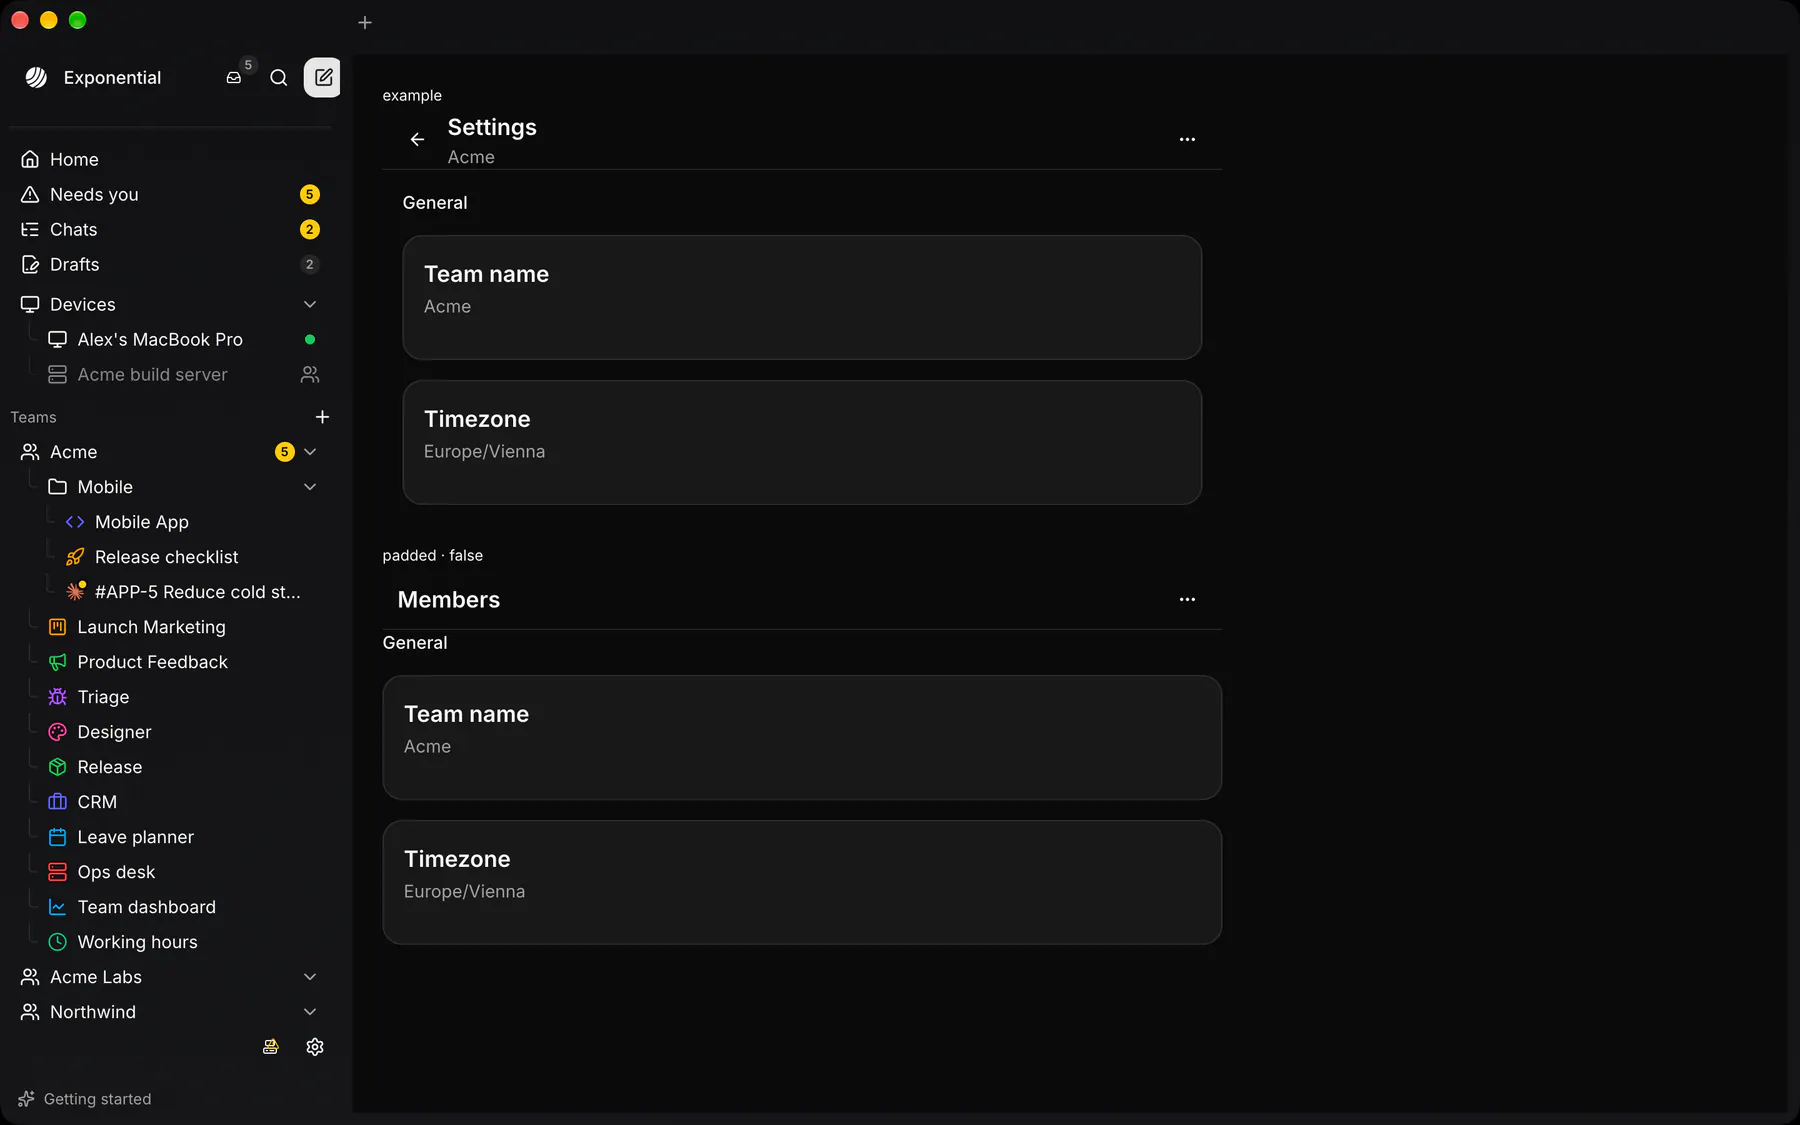 Exponential
5
Home
Needs you
5
Chats
2
Drafts
2
Devices
Alex's MacBook Pro
Acme build server
Teams
Acme
5
Mobile
Mobile App
Release checklist
#APP-5 Reduce cold st...
Launch Marketing
Product Feedback
Triage
Designer
Release
CRM
Leave planner
Ops desk
Team dashboard
Working hours
Acme Labs
Northwind
Getting started
example
Settings
Acme
General
Team name
Acme
Timezone
Europe/Vienna
padded · false
Members
General
Team name
Acme
Timezone
Europe/Vienna